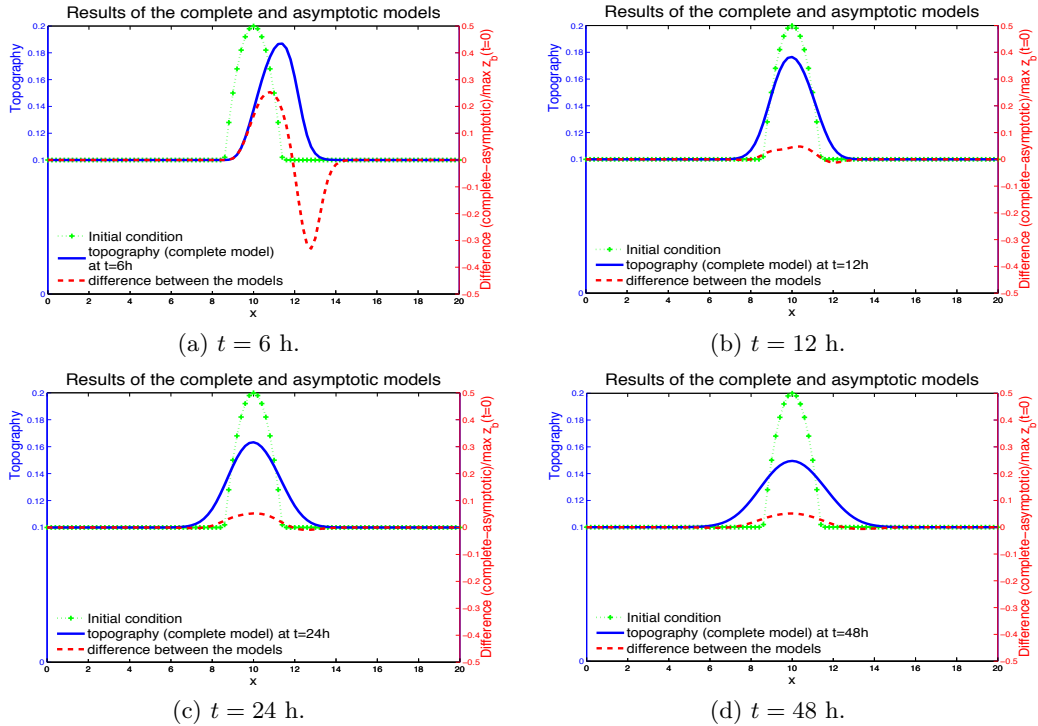 Results of the complete and asymptotic models
Topography
0.2
0.18
0.16
0.14
0.12
0.1
0
0 2 4 6 8 10 12 14 16 18 20
x
0.5
0.4
0.3
0.2
0.1
0
−0.1
−0.2
−0.3
−0.4
−0.5
Difference (complete−asymptotic)/max z_b(t=0)
Initial condition
topography (complete model)
at t=6h
difference between the models
(a) t = 6 h.
Results of the complete and asymptotic models
Topography
0.2
0.18
0.16
0.14
0.12
0.1
0
0 2 4 6 8 10 12 14 16 18 20
x
0.5
0.4
0.3
0.2
0.1
0
−0.1
−0.2
−0.3
−0.4
−0.5
Difference (complete−asymptotic)/max z_b(t=0)
Initial condition
topography (complete model) at t=12h
difference between the models
(b) t = 12 h.
Results of the complete and asymptotic models
Topography
0.2
0.18
0.16
0.14
0.12
0.1
0
0 2 4 6 8 10 12 14 16 18 20
x
0.5
0.4
0.3
0.2
0.1
0
−0.1
−0.2
−0.3
−0.4
−0.5
Difference (complete−asymptotic)/max z_b(t=0)
Initial condition
topography (complete model) at t=24h
difference between the models
(c) t = 24 h.
Results of the complete and asymptotic models
Topography
0.2
0.18
0.16
0.14
0.12
0.1
0
0 2 4 6 8 10 12 14 16 18 20
x
0.5
0.4
0.3
0.2
0.1
0
−0.1
−0.2
−0.3
−0.4
−0.5
Difference (complete−asymptotic)/max z_b(t=0)
Initial condition
topography (complete model) at t=48h
difference between the models
(d) t = 48 h.